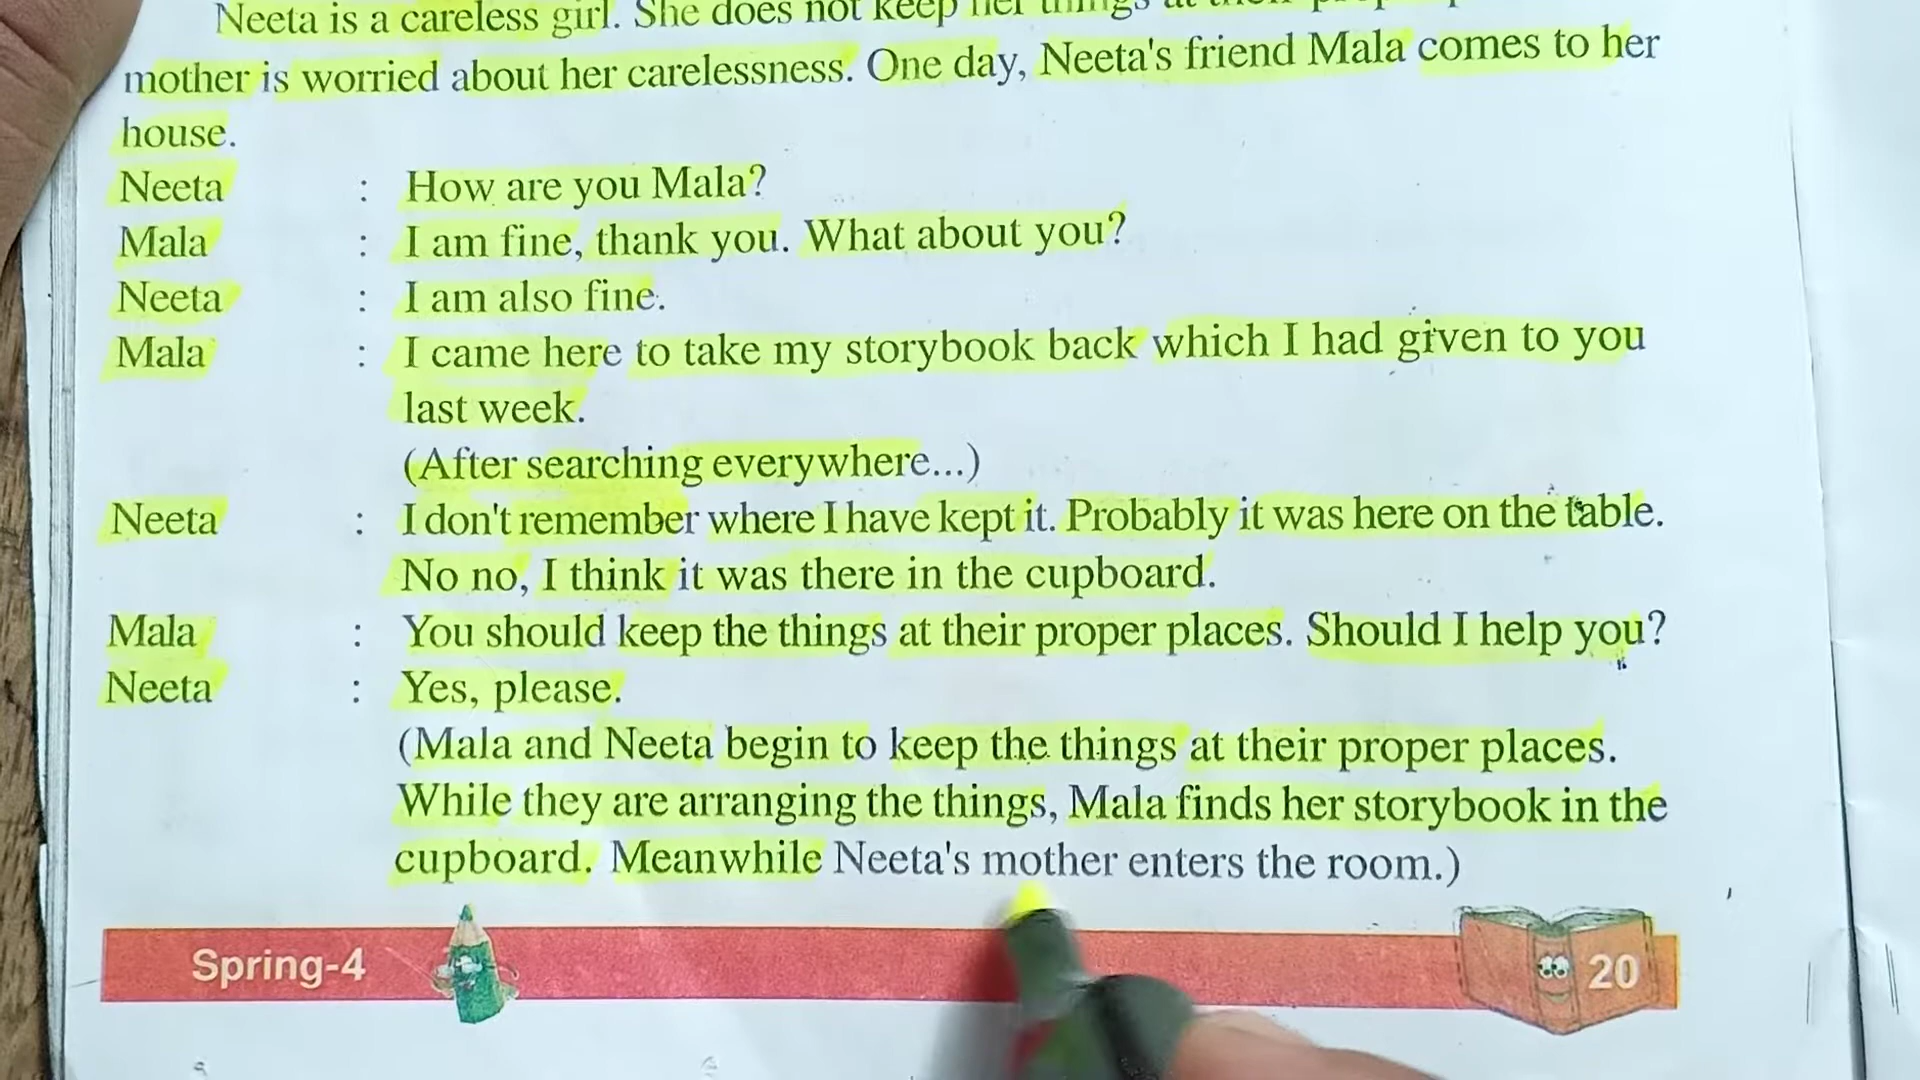 Neeta is a careless girl. She does not keep her things at their
mother is worried about her carelessness. One day, Neeta's friend Mala comes to her
house.
Neeta : How are you Mala?
Mala : I am fine, thank you. What about you?
Neeta : I am also fine.
Mala : I came here to take my storybook back which I had given to you
last week.
(After searching everywhere...)
Neeta : I don't remember where I have kept it. Probably it was here on the table.
No no, I think it was there in the cupboard.
Mala : You should keep the things at their proper places. Should I help you?
Neeta : Yes, please.
(Mala and Neeta begin to keep the things at their proper places.
While they are arranging the things, Mala finds her storybook in the
cupboard. Meanwhile Neeta's mother enters the room.)
Spring-4
20